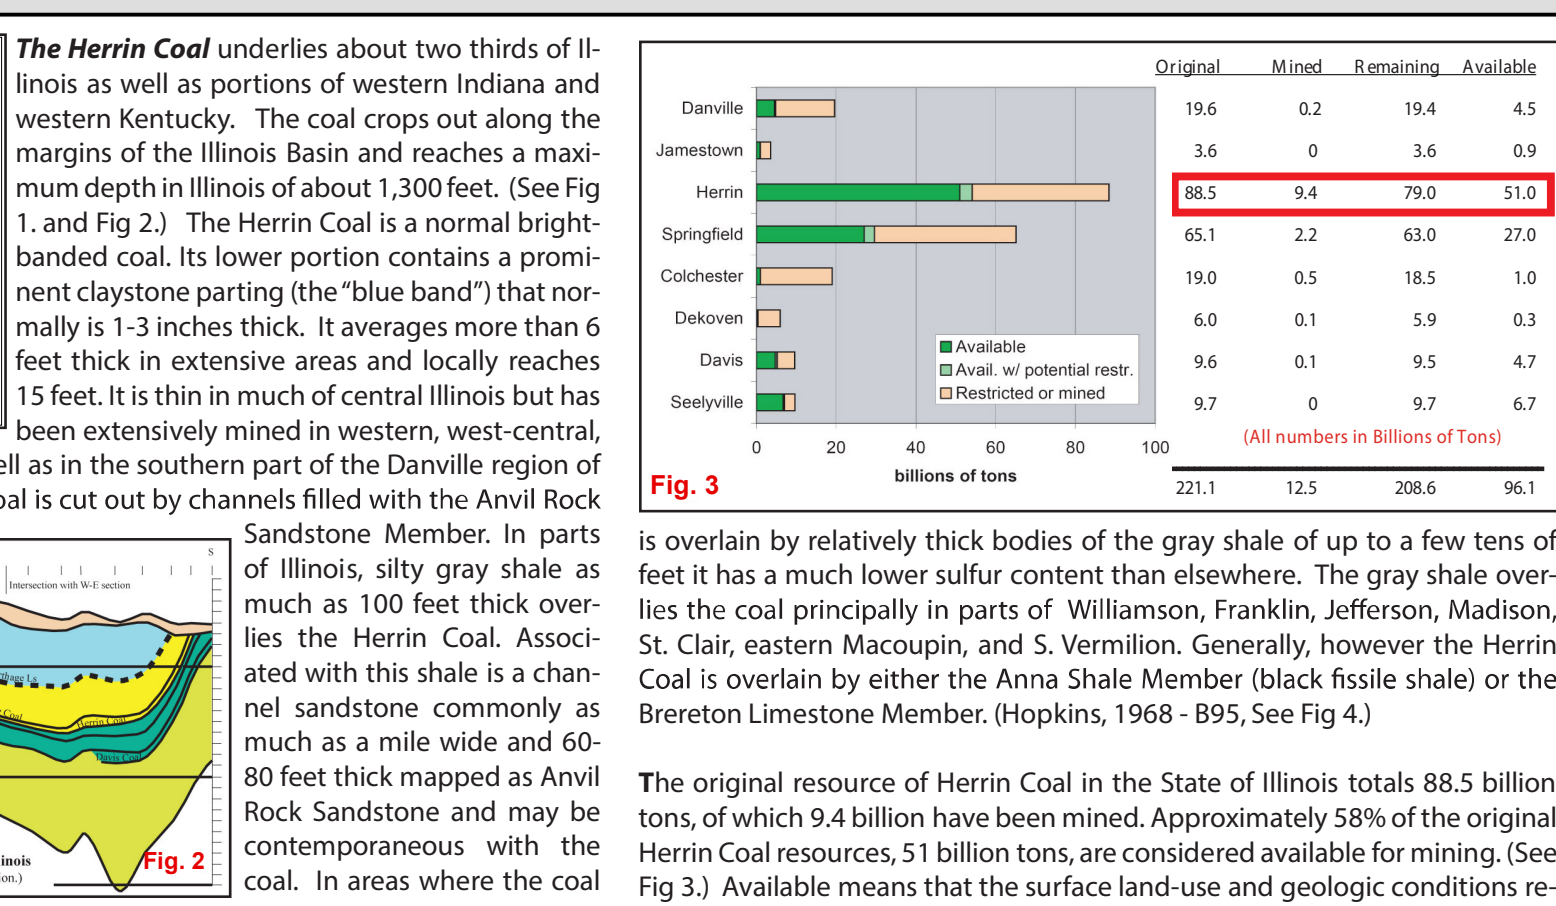 The Herrin Coal underlies about two thirds of Il-
linois as well as portions of western Indiana and
western Kentucky. The coal crops out along the
margins of the Illinois Basin and reaches a maxi-
mum depth in Illinois of about 1,300 feet. (See Fig
1. and Fig 2.) The Herrin Coal is a normal bright-
banded coal. Its lower portion contains a promi-
nent claystone parting (the “blue band”) that nor-
mally is 1-3 inches thick. It averages more than 6
feet thick in extensive areas and locally reaches
15 feet. It is thin in much of central Illinois but has
been extensively mined in western, west-central,
ell as in the southern part of the Danville region of
oal is cut out by channels filled with the Anvil Rock
Sandstone Member. In parts
of Illinois, silty gray shale as
much as 100 feet thick over-
lies the Herrin Coal. Associ-
ated with this shale is a chan-
nel sandstone commonly as
much as a mile wide and 60-
80 feet thick mapped as Anvil
Rock Sandstone and may be
contemporaneous with the
coal. In areas where the coal
S
Intersection with W-E section
thage Ls
Coal
Herrin Coal
Davis Coal
inois
ion.)
Fig. 2
Original Mined Remaining Available
Danville 19.6 0.2 19.4 4.5
Jamestown 3.6 0 3.6 0.9
Herrin 88.5 9.4 79.0 51.0
Springfield 65.1 2.2 63.0 27.0
Colchester 19.0 0.5 18.5 1.0
Dekoven 6.0 0.1 5.9 0.3
Davis 9.6 0.1 9.5 4.7
Seelyville 9.7 0 9.7 6.7
Available
Avail. w/ potential restr.
Restricted or mined
0 20 40 60 80 100
billions of tons
(All numbers in Billions of Tons)
Fig. 3
221.1 12.5 208.6 96.1
is overlain by relatively thick bodies of the gray shale of up to a few tens of
feet it has a much lower sulfur content than elsewhere. The gray shale over-
lies the coal principally in parts of Williamson, Franklin, Jefferson, Madison,
St. Clair, eastern Macoupin, and S. Vermilion. Generally, however the Herrin
Coal is overlain by either the Anna Shale Member (black fissile shale) or the
Brereton Limestone Member. (Hopkins, 1968 - B95, See Fig 4.)
The original resource of Herrin Coal in the State of Illinois totals 88.5 billion
tons, of which 9.4 billion have been mined. Approximately 58% of the original
Herrin Coal resources, 51 billion tons, are considered available for mining. (See
Fig 3.) Available means that the surface land-use and geologic conditions re-